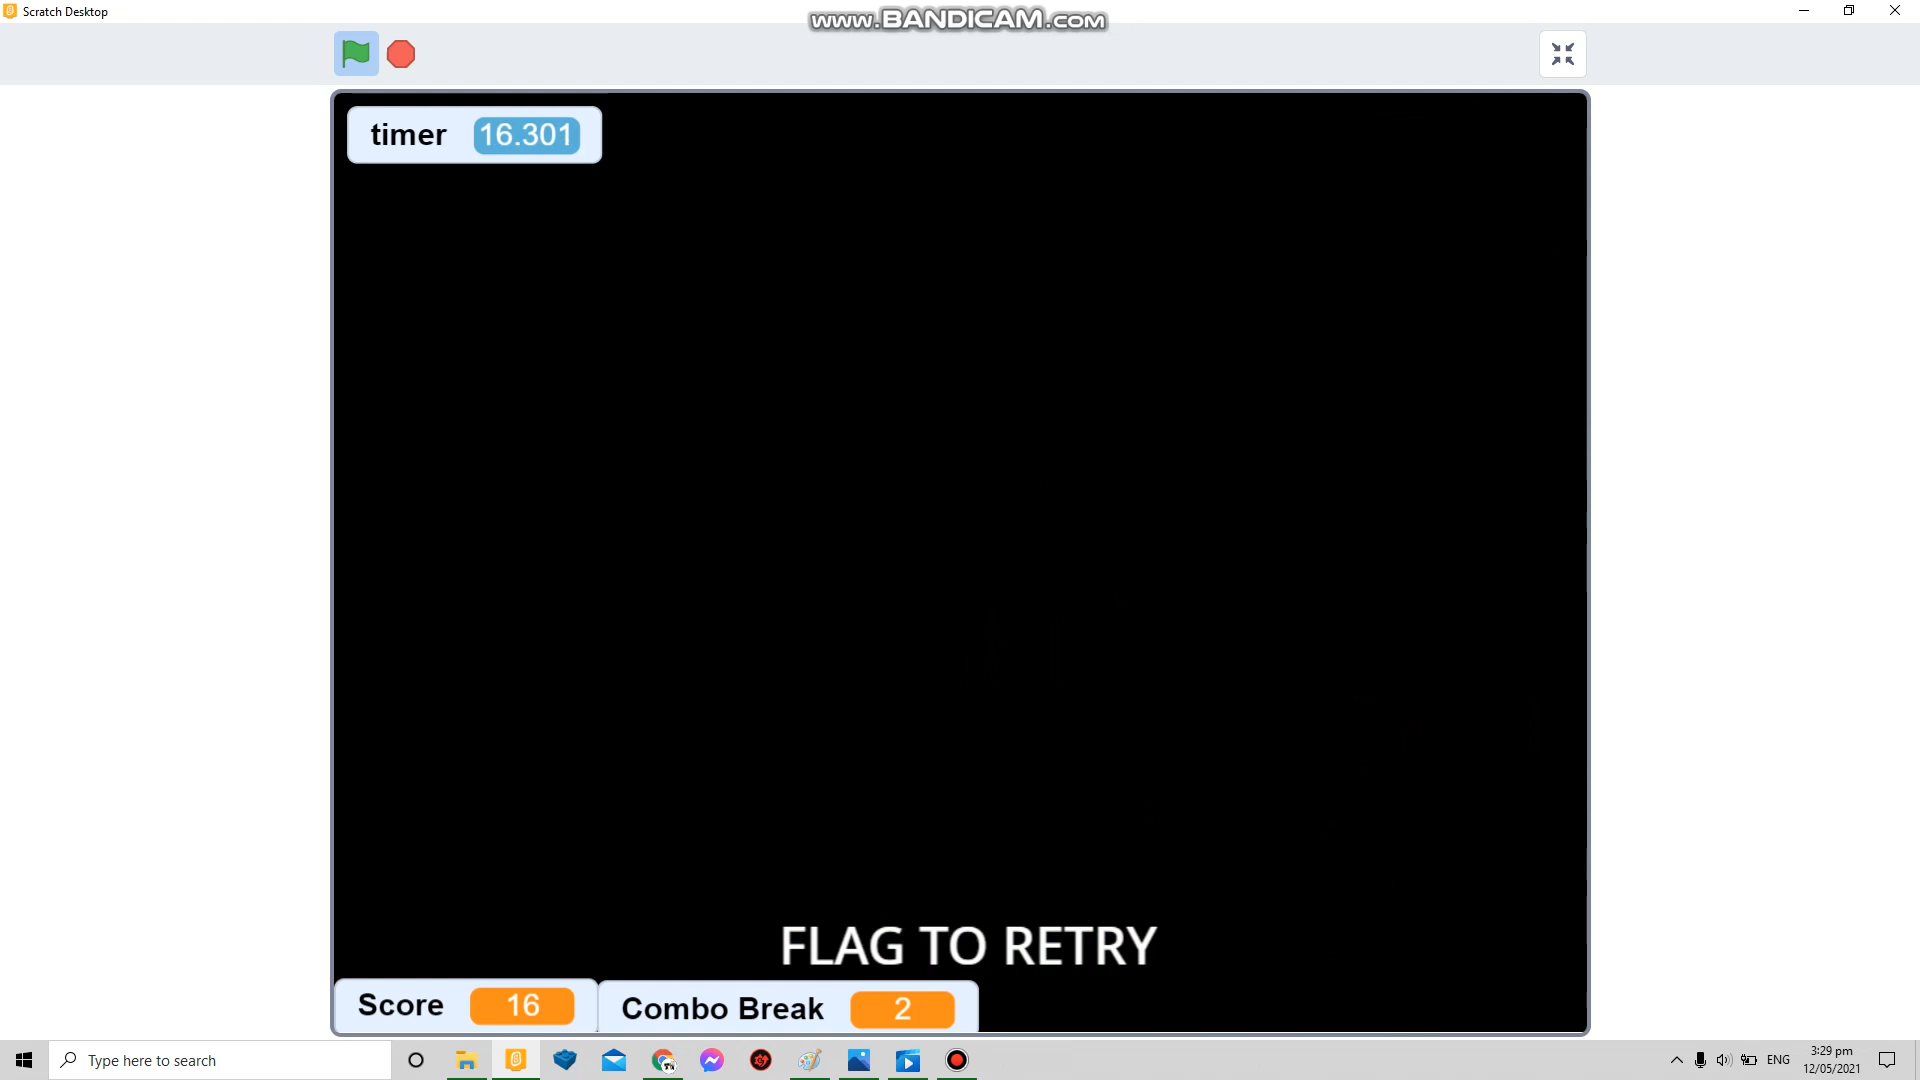 Scratch Desktop
www.BANDICAM.com
timer 16.301
FLAG TO RETRY
Score 16 Combo Break 2
Type here to search
ENG
3:29 pm
12/05/2021